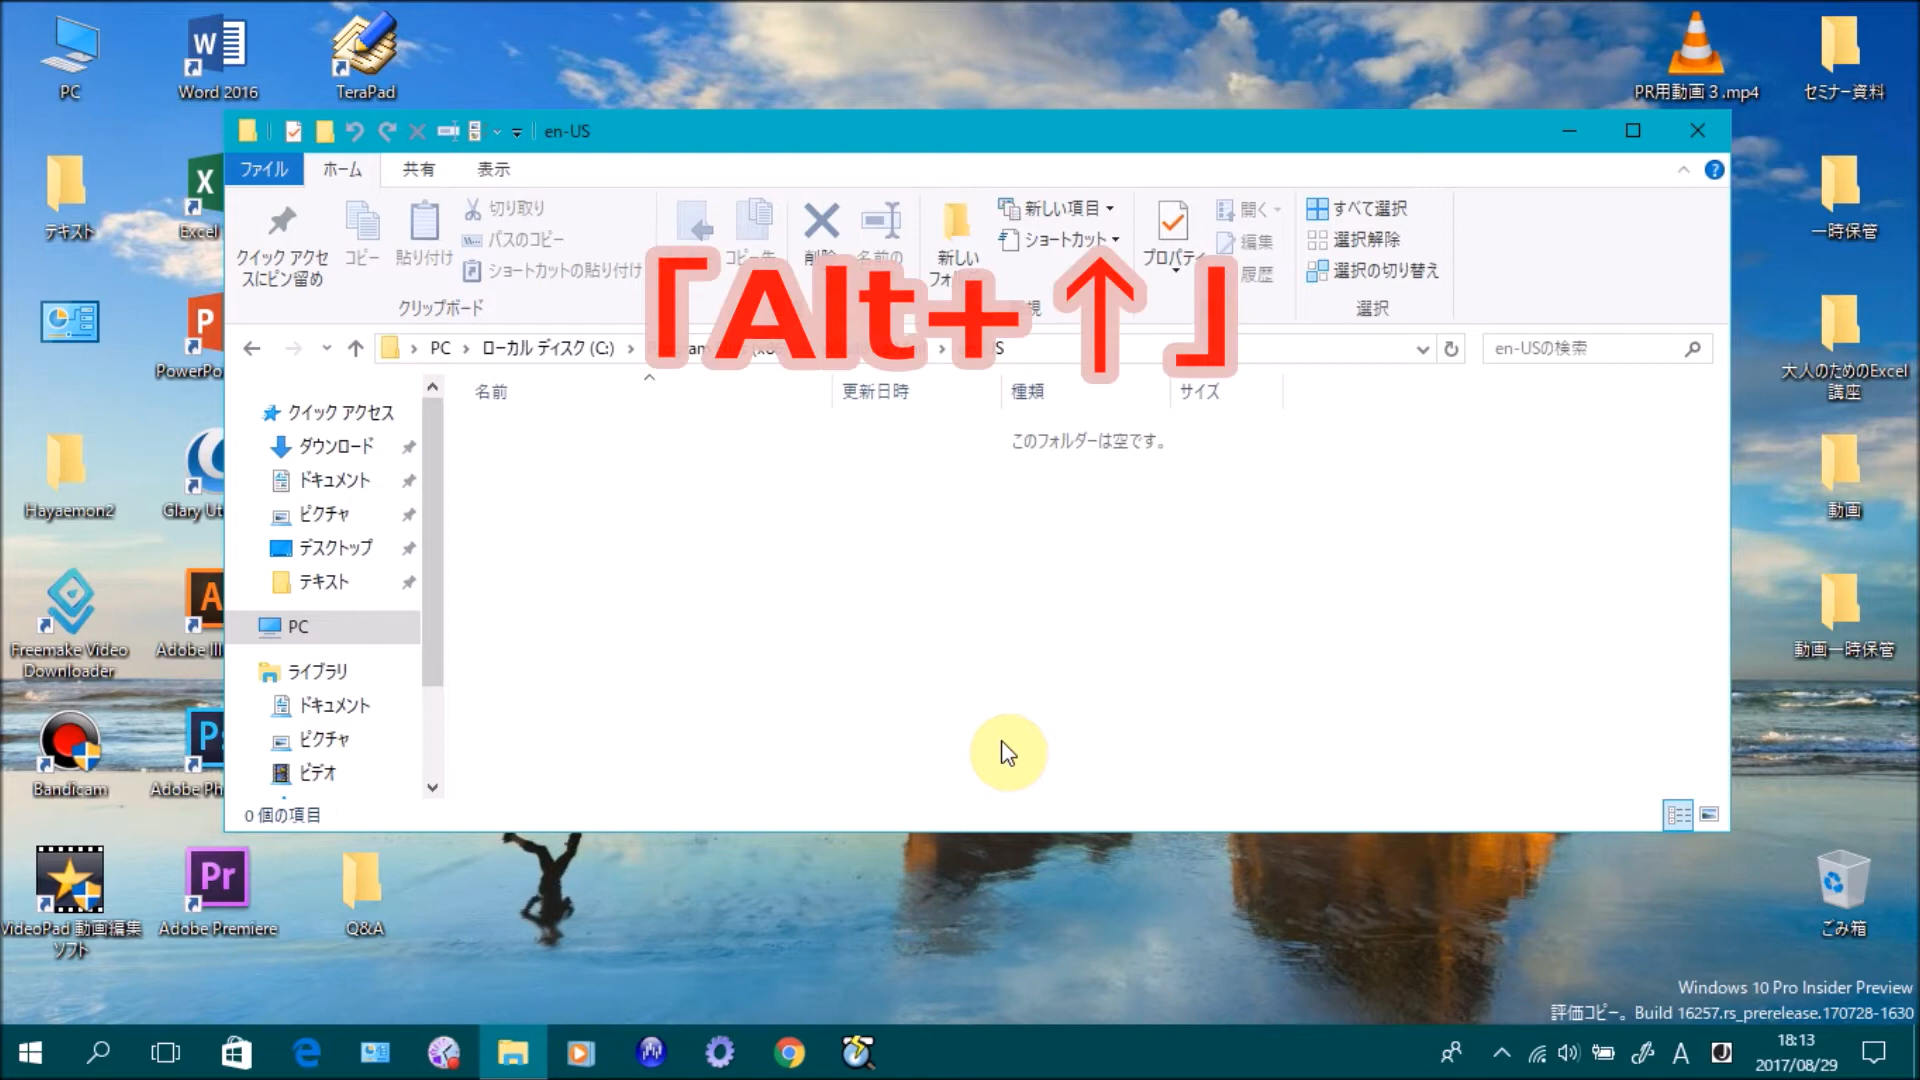 PC
Word 2016
TeraPad
PR用動画 3 .mp4
セミナー資料
en-US
ファイル
ホーム
共有
表示
クイック アクセスにピン留め
コピー
貼り付け
切り取り
パスのコピー
ショートカットの貼り付け
クリップボード
コピー先
削除
名前の
新しい
新しい項目
ショートカット
プロパティ
開く
編集
履歴
すべて選択
選択解除
選択の切り替え
選択
「Alt+↑」
PC
ローカル ディスク (C:)
en-USの検索
名前
更新日時
種類
サイズ
このフォルダーは空です。
クイック アクセス
ダウンロード
ドキュメント
ピクチャ
デスクトップ
テキスト
PC
ライブラリ
ドキュメント
ピクチャ
ビデオ
0 個の項目
テキスト
Excel
PowerPo
Hayaemon2
Glary Ut
Freemake Video
Downloader
Adobe Ill
Bandicam
Adobe Ph
VideoPad 動画編集
ソフト
Adobe Premiere
Q&A
一時保管
大人のためのExcel
講座
動画
動画一時保管
ごみ箱
Windows 10 Pro Insider Preview
評価コピー。Build 16257.rs_prerelease.170728-1630
A
18:13
2017/08/29